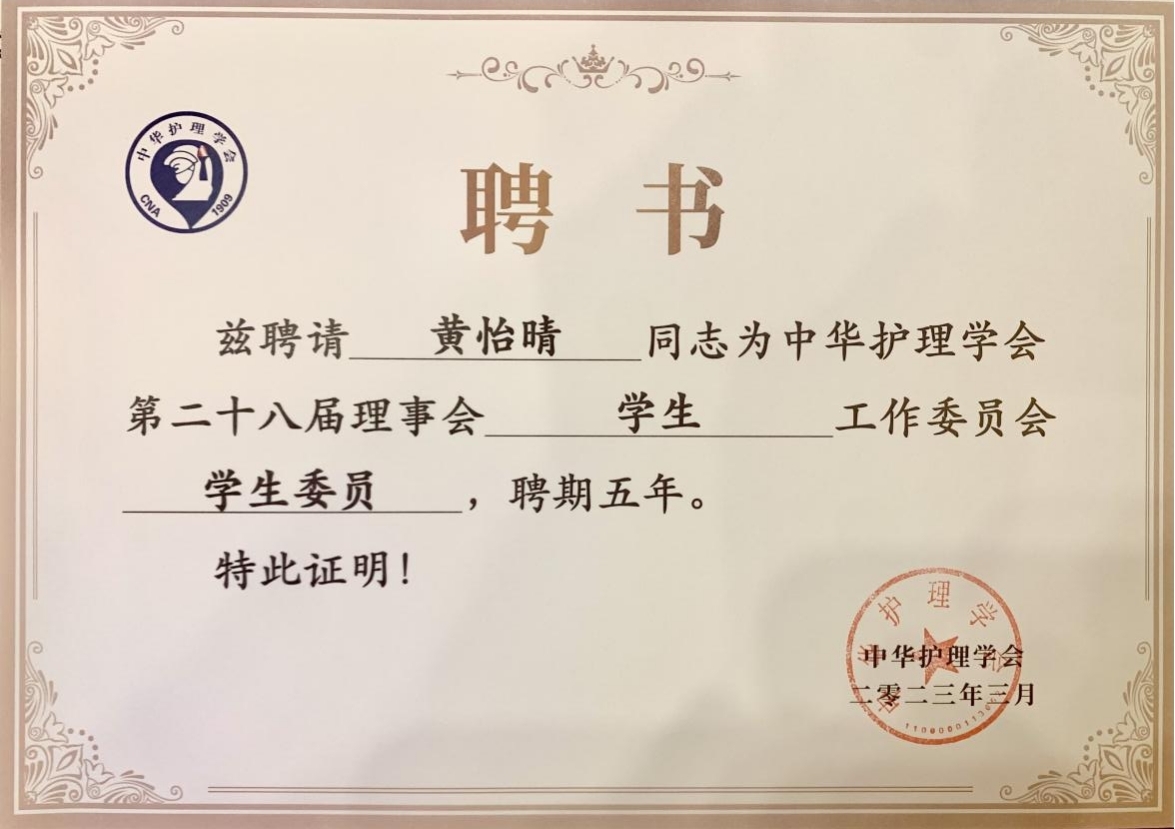 中华护理学会
CNA 1909
聘 书
兹聘请 黄怡晴 同志为中华护理学会
第二十八届理事会 学生 工作委员会
学生委员 ，聘期五年。
特此证明！
中华护理学会
中华护理学会
二零二三年三月